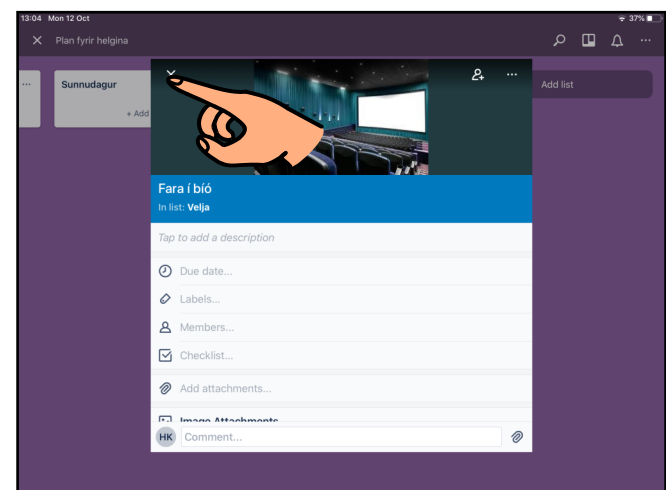 13:04 Mon 12 Oct 37%
Plan fyrir helgina
Sunnudagur
+ Add
Add list
Fara í bíó
In list: Velja
Tap to add a description
Due date...
Labels...
Members...
Checklist...
Add attachments...
Image Attachments
HK Comment...